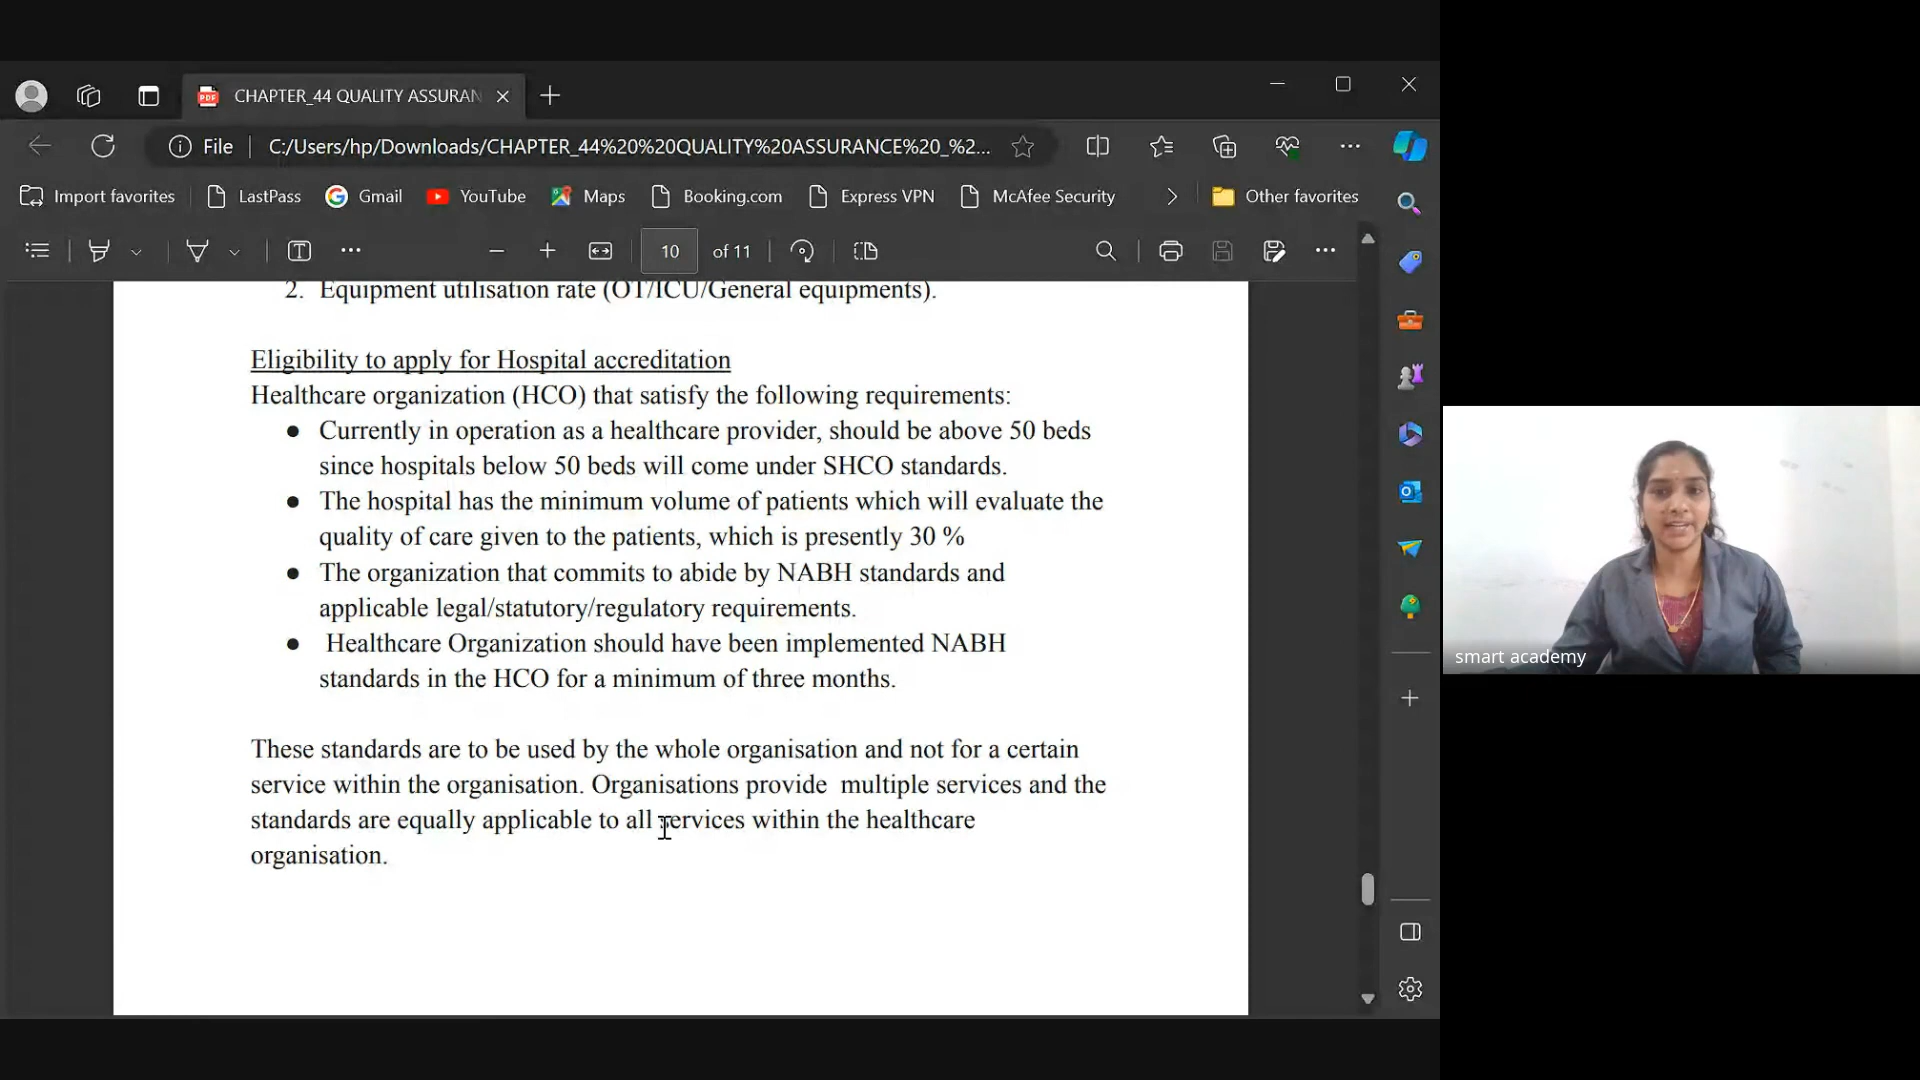 CHAPTER_44 QUALITY ASSURAN
File
C:/Users/hp/Downloads/CHAPTER_44%20%20QUALITY%20ASSURANCE%20_%2...
Import favorites
LastPass
Gmail
YouTube
Maps
Booking.com
Express VPN
McAfee Security
Other favorites
10 of 11
2. Equipment utilisation rate (OT/ICU/General equipments).
Eligibility to apply for Hospital accreditation
Healthcare organization (HCO) that satisfy the following requirements:
● Currently in operation as a healthcare provider, should be above 50 beds
since hospitals below 50 beds will come under SHCO standards.
● The hospital has the minimum volume of patients which will evaluate the
quality of care given to the patients, which is presently 30 %
● The organization that commits to abide by NABH standards and
applicable legal/statutory/regulatory requirements.
● Healthcare Organization should have been implemented NABH
standards in the HCO for a minimum of three months.
These standards are to be used by the whole organisation and not for a certain
service within the organisation. Organisations provide multiple services and the
standards are equally applicable to all services within the healthcare
organisation.
smart academy